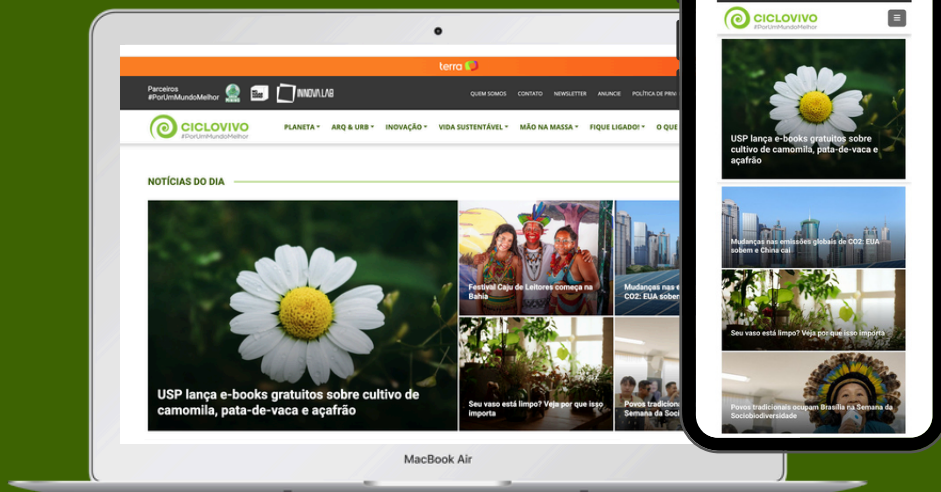 terra
Parceiros
#PorUmMundoMelhor
INNOVA LAB
QUEM SOMOS CONTATO NEWSLETTER ANUNCIE POLÍTICA DE PRIV
CICLOVIVO
#PorUmMundoMelhor
PLANETA ARQ & URB INOVAÇÃO VIDA SUSTENTÁVEL MÃO NA MASSA FIQUE LIGADO! O QUE
NOTÍCIAS DO DIA
USP lança e-books gratuitos sobre cultivo de
camomila, pata-de-vaca e açafrão
Festival Caju de Leitores começa na
Bahia
Mudanças nas e
CO2: EUA sobem
Seu vaso está limpo? Veja por que isso
importa
Povos tradicion
Semana da Soci
MacBook Air
CICLOVIVO
#PorUmMundoMelhor
USP lança e-books gratuitos sobre
cultivo de camomila, pata-de-vaca e
açafrão
Mudanças nas emissões globais de CO2: EUA
sobem e China cai
Seu vaso está limpo? Veja por que isso importa
Povos tradicionais ocupam Brasília na Semana da
Sociobiodiversidade